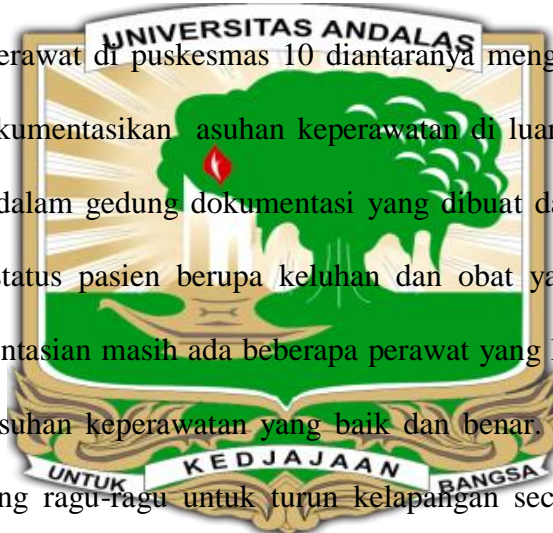 UNIVERSITAS ANDALAS
erawat di puskesmas 10 diantaranya meng
kumentasikan asuhan keperawatan di luar
dalam gedung dokumentasi yang dibuat da
status pasien berupa keluhan dan obat ya
entasian masih ada beberapa perawat yang
suhan keperawatan yang baik dan benar.
UNTUK KEDJAJAAN BANGSA
ng ragu-ragu untuk turun kelapangan sec